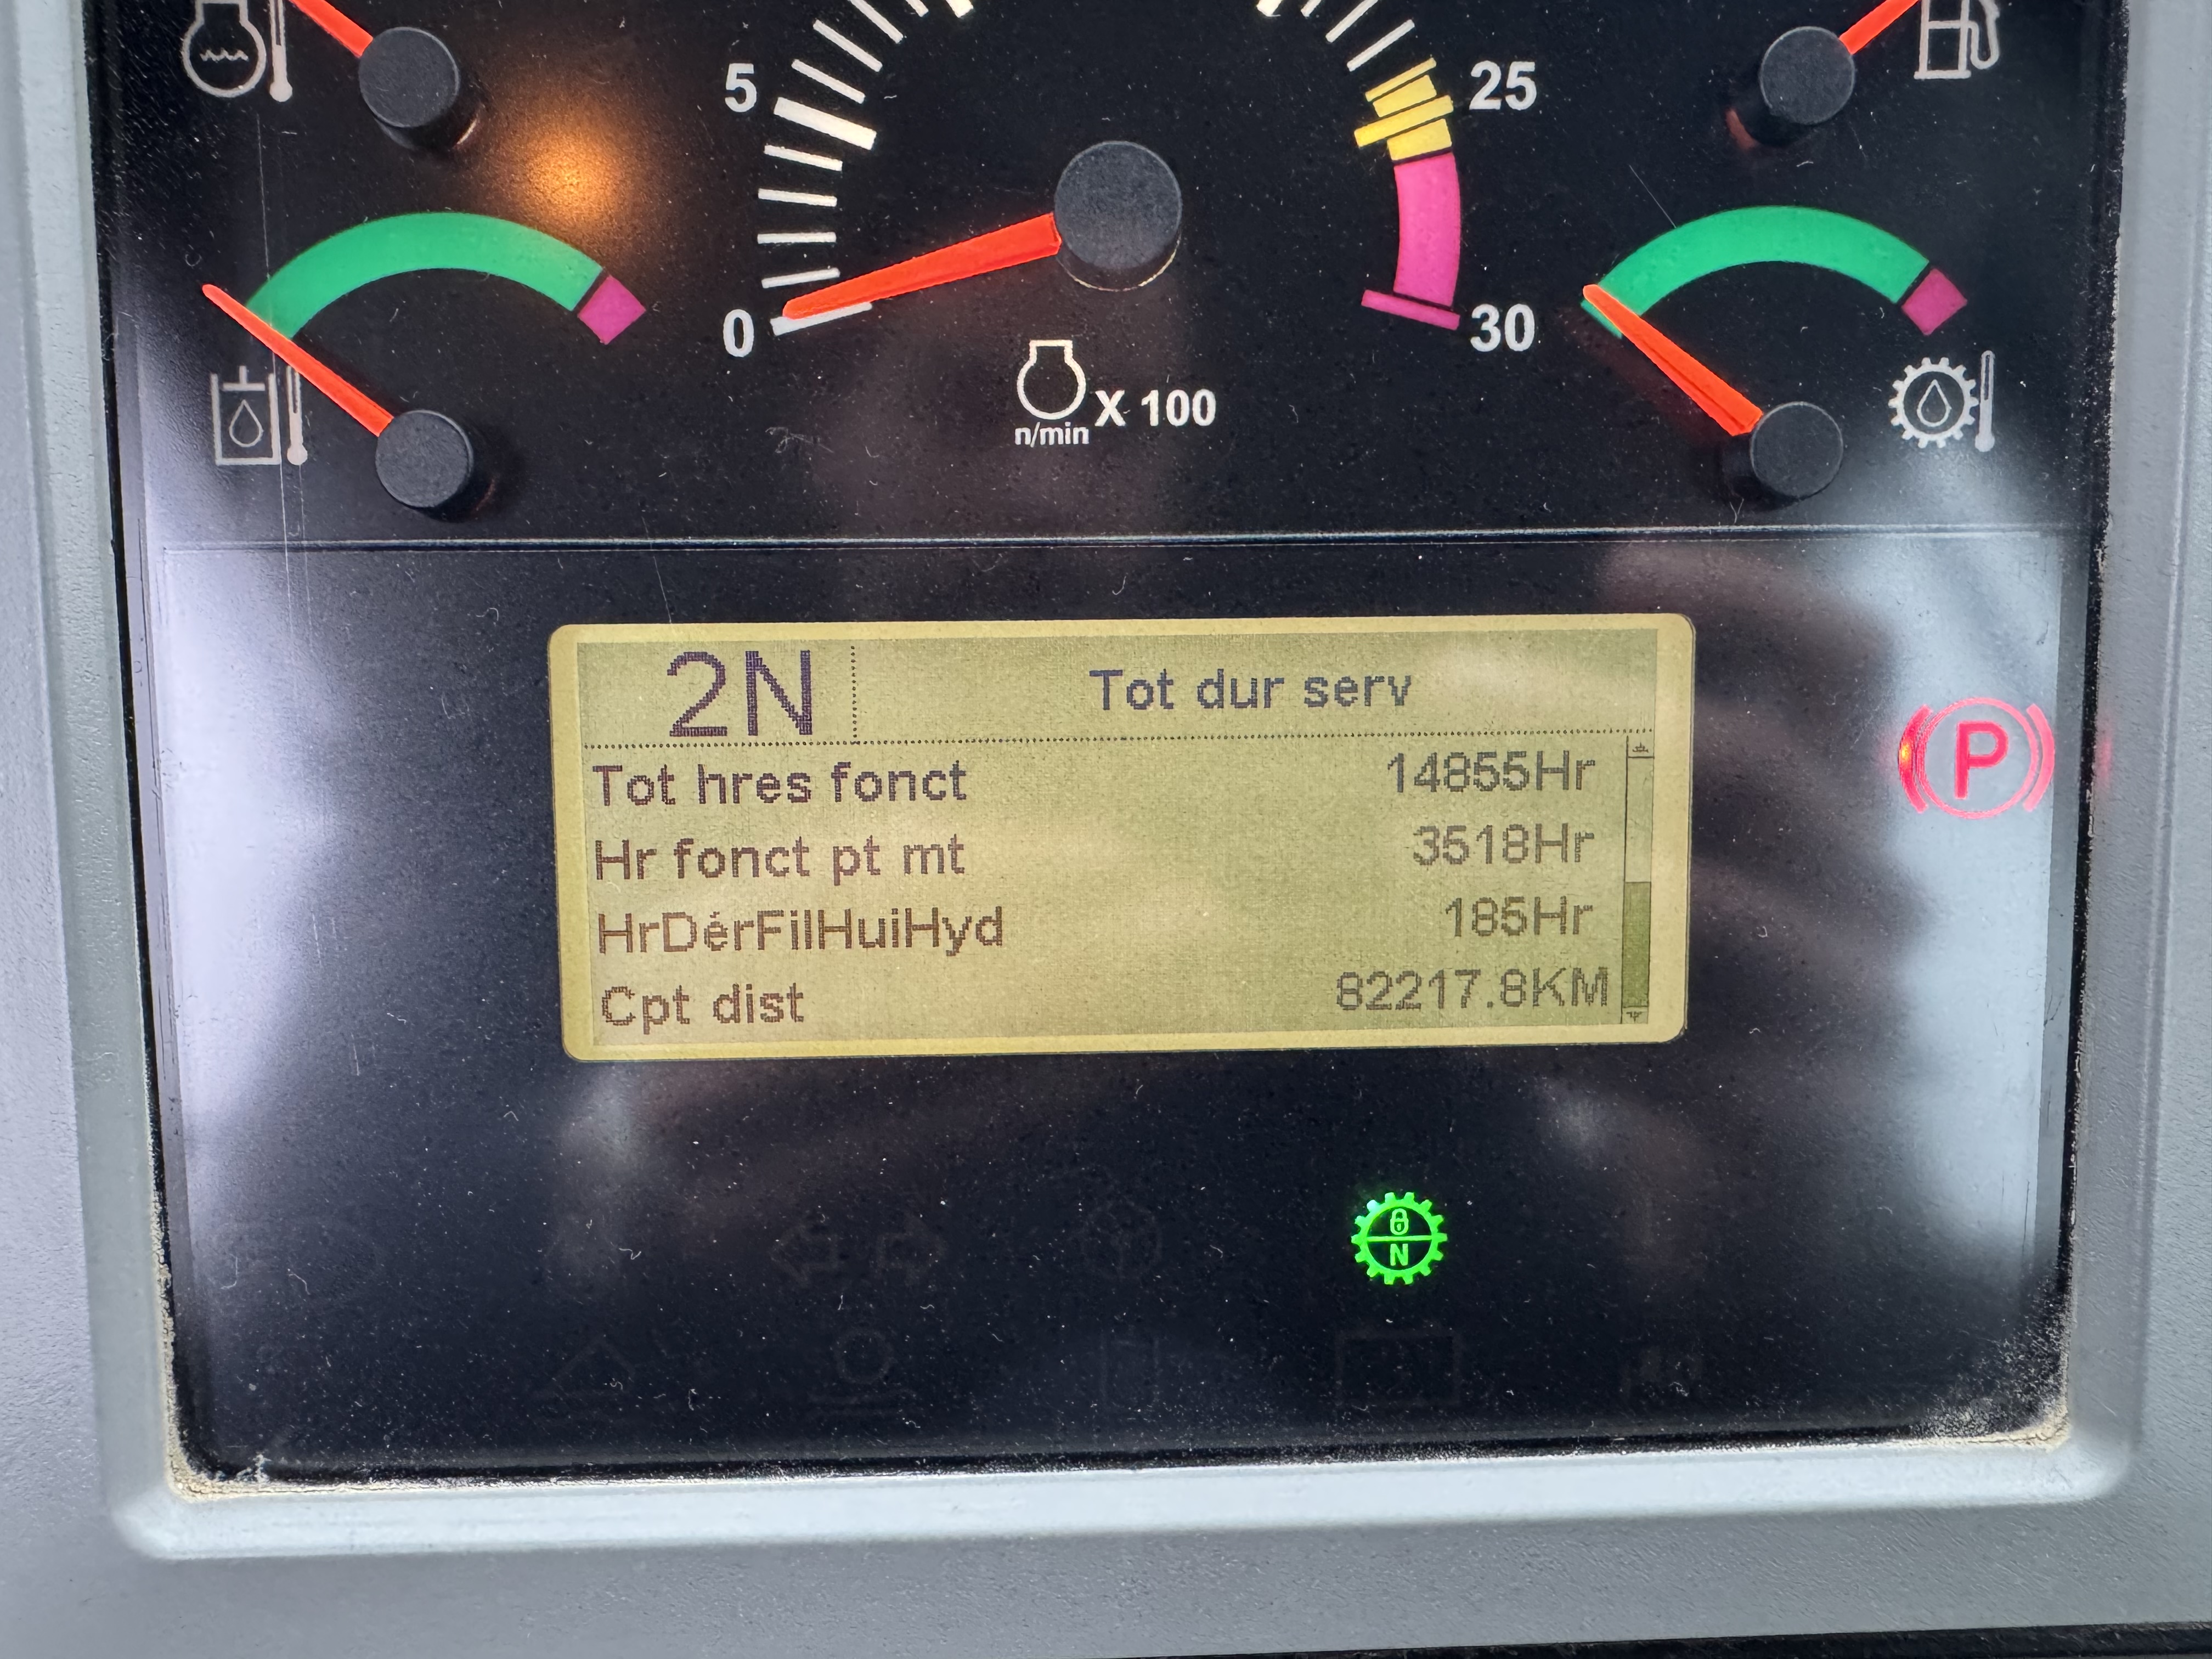 5
25
0
30
X 100
n/min
2N
Tot dur serv
Tot hres fonct 14855Hr
Hr fonct pt mt 3518Hr
HrDérFilHuiHyd 185Hr
Cpt dist 82217.8KM
P
N